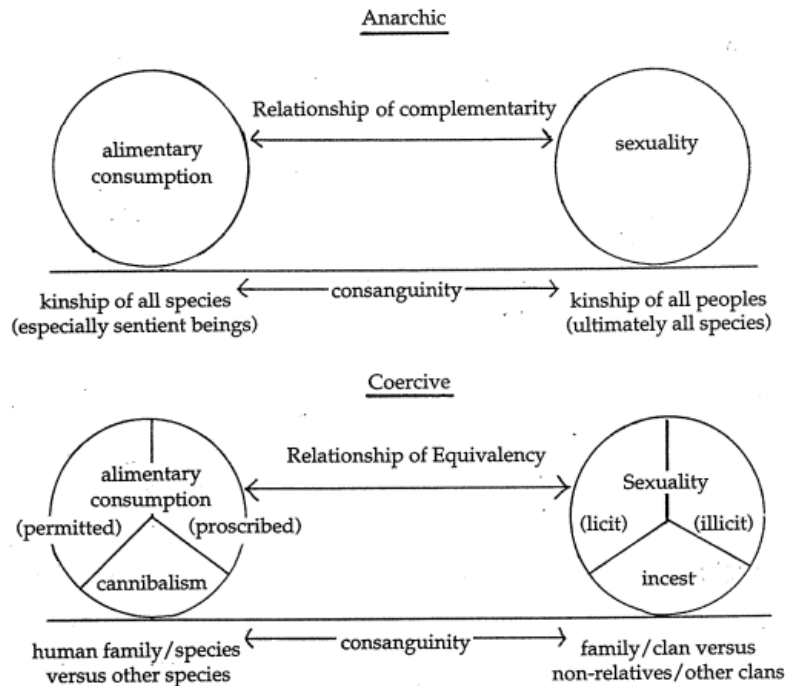 Anarchic
Relationship of complementarity
alimentary
consumption
sexuality
consanguinity
kinship of all species
(especially sentient beings)
kinship of all peoples
(ultimately all species)
Coercive
Relationship of Equivalency
alimentary
consumption
(permitted)
(proscribed)
cannibalism
Sexuality
(licit)
(illicit)
incest
consanguinity
human family/species
versus other species
family/clan versus
non-relatives/other clans